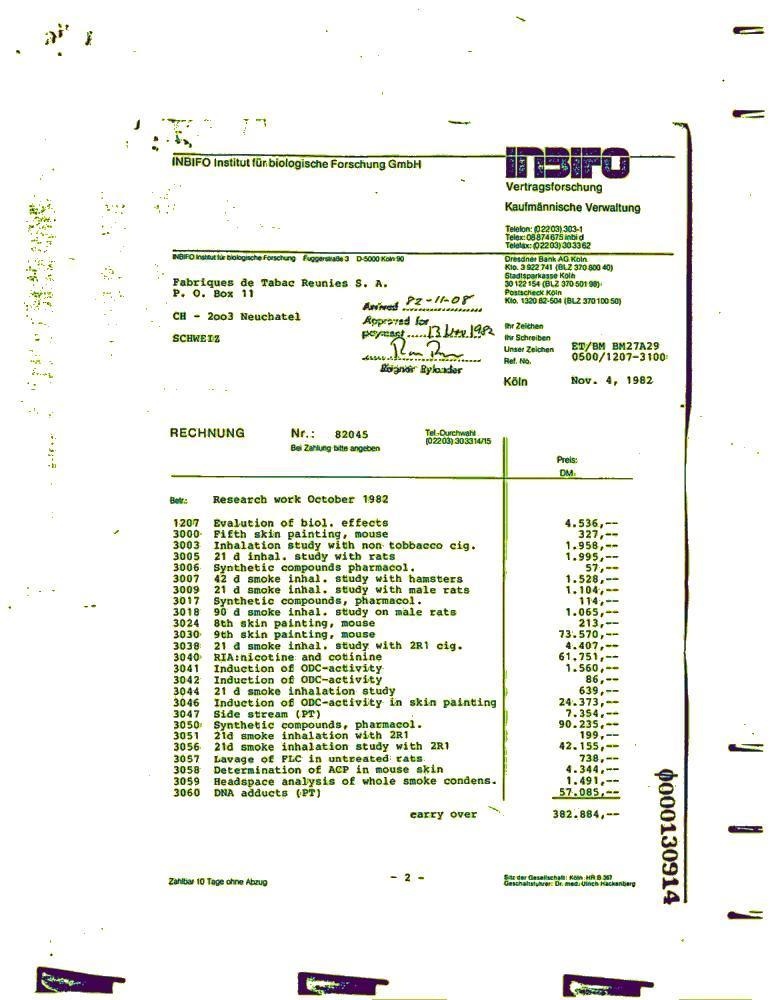 INBIFO Institut für biologische Forschung GmbH
INBIFO
Vertragsforschung
Kaufmännische Verwaltung
Telefon: (02203) 303-1
Telex: 08 874675 inbi d
Telefax: (02203) 303362
INBIFO Institut für biologische Forschung Fuggerstraße 3 D-5000 Köln 90
Dresdner Bank AG Köln
Kto. 3 922 741 (BLZ 370 800 40)
Stadtsparkasse Köln
30 122 154 (BLZ 370 501 98)
Postscheck Köln
Kto. 1320 82-504 (BLZ 370 100 50)
Fabriques de Tabac Reunies S. A.
P. O. Box 11
CH - 2oo3 Neuchatel
SCHWEIZ
Arrived 82-11-08
Approved for
payment 13 Nov 1982
Ragnar Rylander
Ihr Zeichen
Ihr Schreiben
Unser Zeichen ET/BM BM27A29
Ref. No. 0500/1207-3100
Köln Nov. 4, 1982
RECHNUNG Nr.: 82045
Bei Zahlung bitte angeben
Tel.-Durchwahl
(02203) 303314/15
Preis:
DM:
Betr.: Research work October 1982
1207 Evalution of biol. effects 4.536,--
3000 Fifth skin painting, mouse 327,--
3003 Inhalation study with non tobbacco cig. 1.958,--
3005 21 d inhal. study with rats 1.995,--
3006 Synthetic compounds pharmacol. 57,--
3007 42 d smoke inhal. study with hamsters 1.528,--
3009 21 d smoke inhal. study with male rats 1.104,--
3017 Synthetic compounds, pharmacol. 114,--
3018 90 d smoke inhal. study on male rats 1.065,--
3024 8th skin painting, mouse 213,--
3030 9th skin painting, mouse 73.570,--
3038 21 d smoke inhal. study with 2R1 cig. 4.407,--
3040 RIA:nicotine and cotinine 61.751,--
3041 Induction of ODC-activity 1.560,--
3042 Induction of ODC-activity 86,--
3044 21 d smoke inhalation study 639,--
3046 Induction of ODC-activity in skin painting 24.373,--
3047 Side stream (PT) 7.354,--
3050 Synthetic compounds, pharmacol. 90.235,--
3051 21d smoke inhalation with 2R1 199,--
3056 21d smoke inhalation study with 2R1 42.155,--
3057 Lavage of FLC in untreated rats 738,--
3058 Determination of ACP in mouse skin 4.344,--
3059 Headspace analysis of whole smoke condens. 1.491,--
3060 DNA adducts (PT) 57.085,--
carry over 382.884,--
Zahlbar 10 Tage ohne Abzug
- 2 -
Sitz der Gesellschaft: Köln HR B 367
Geschäftsführer: Dr. med. Ulrich Hackenberg
0000130914